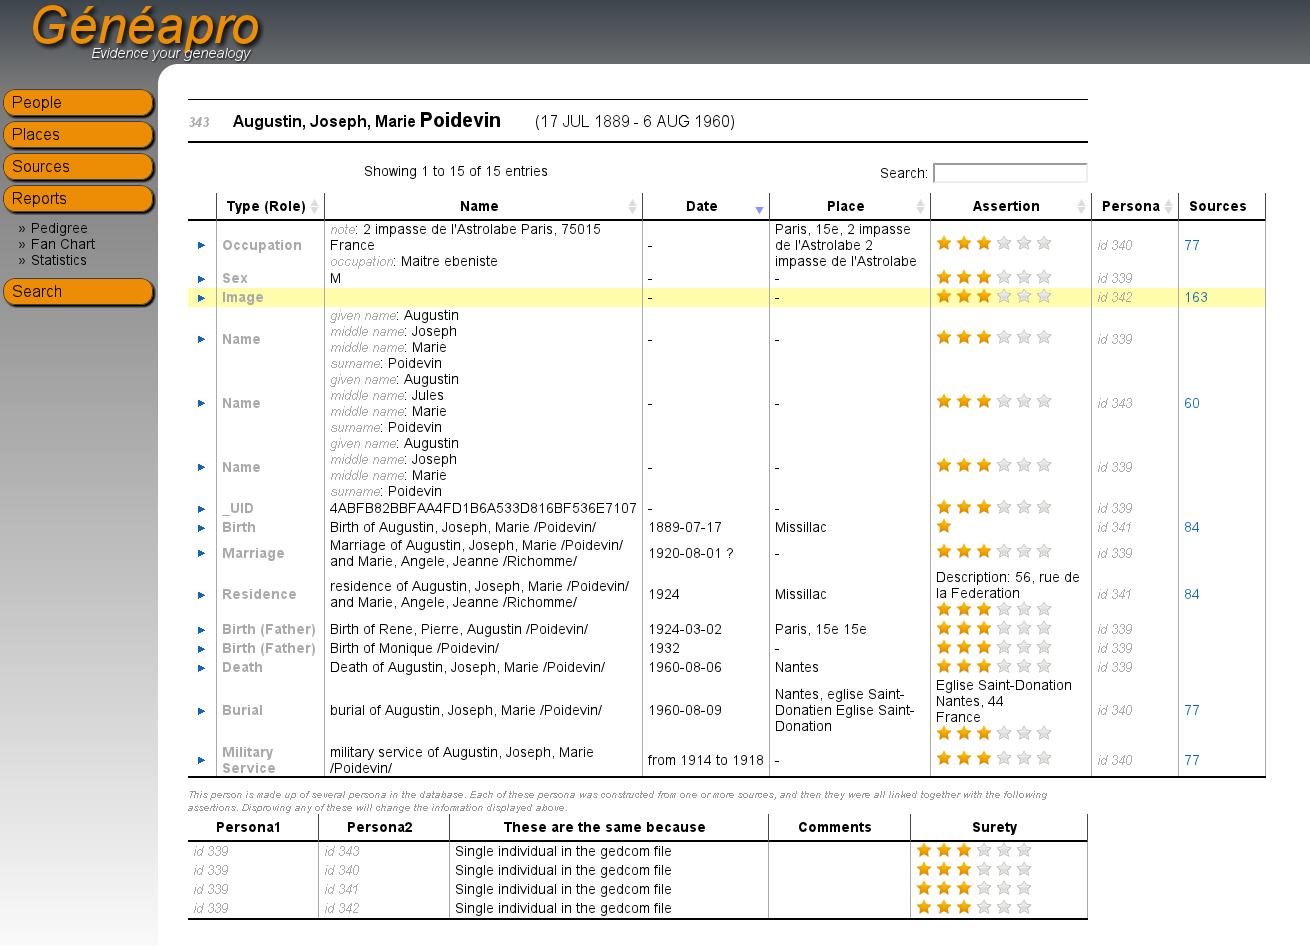 Généapro
Evidence your genealogy
People
Places
Sources
Reports
» Pedigree
» Fan Chart
» Statistics
Search
343 Augustin, Joseph, Marie Poidevin (17 JUL 1889 - 6 AUG 1960)
Showing 1 to 15 of 15 entries Search:
Type (Role) Name Date Place Assertion Persona Sources
Occupation
note: 2 impasse de l'Astrolabe Paris, 75015
France
occupation: Maitre ebeniste
-
Paris, 15e, 2 impasse
de l'Astrolabe 2
impasse de l'Astrolabe
id 340 77
Sex M - - id 339
Image - - id 342 163
Name
given name: Augustin
middle name: Joseph
middle name: Marie
surname: Poidevin
- - id 339
Name
given name: Augustin
middle name: Jules
middle name: Marie
surname: Poidevin
- - id 343 60
Name
given name: Augustin
middle name: Joseph
middle name: Marie
surname: Poidevin
- - id 339
_UID 4ABFB82BBFAA4FD1B6A533D816BF536E7107 - - id 339
Birth Birth of Augustin, Joseph, Marie /Poidevin/ 1889-07-17 Missillac id 341 84
Marriage
Marriage of Augustin, Joseph, Marie /Poidevin/
and Marie, Angele, Jeanne /Richomme/
1920-08-01 ? - id 339
Residence
residence of Augustin, Joseph, Marie /Poidevin/
and Marie, Angele, Jeanne /Richomme/
1924 Missillac
Description: 56, rue de
la Federation
id 341 84
Birth (Father) Birth of Rene, Pierre, Augustin /Poidevin/ 1924-03-02 Paris, 15e 15e id 339
Birth (Father) Birth of Monique /Poidevin/ 1932 - id 339
Death Death of Augustin, Joseph, Marie /Poidevin/ 1960-08-06 Nantes id 339
Burial burial of Augustin, Joseph, Marie /Poidevin/ 1960-08-09
Nantes, eglise Saint-
Donatien Eglise Saint-
Donation
Eglise Saint-Donation
Nantes, 44
France
id 340 77
Military
Service
military service of Augustin, Joseph, Marie
/Poidevin/
from 1914 to 1918 - id 340 77
This person is made up of several persona in the database. Each of these persona was constructed from one or more sources, and then they were all linked together with the following
assertions. Disproving any of these will change the information displayed above.
Persona1 Persona2 These are the same because Comments Surety
id 339 id 343 Single individual in the gedcom file
id 339 id 340 Single individual in the gedcom file
id 339 id 341 Single individual in the gedcom file
id 339 id 342 Single individual in the gedcom file